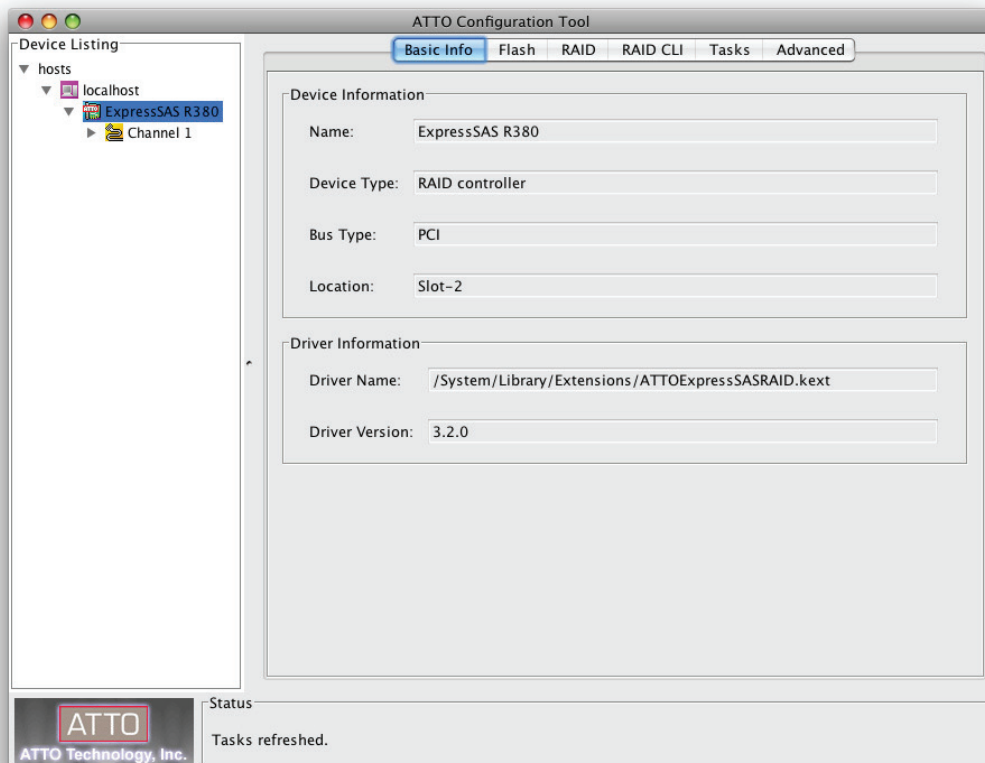 ATTO Configuration Tool
Device Listing
hosts
localhost
ExpressSAS R380
Channel 1
Basic Info Flash RAID RAID CLI Tasks Advanced
Device Information
Name: ExpressSAS R380
Device Type: RAID controller
Bus Type: PCI
Location: Slot-2
Driver Information
Driver Name: /System/Library/Extensions/ATTOExpressSASRAID.kext
Driver Version: 3.2.0
ATTO
ATTO Technology, Inc.
Status
Tasks refreshed.